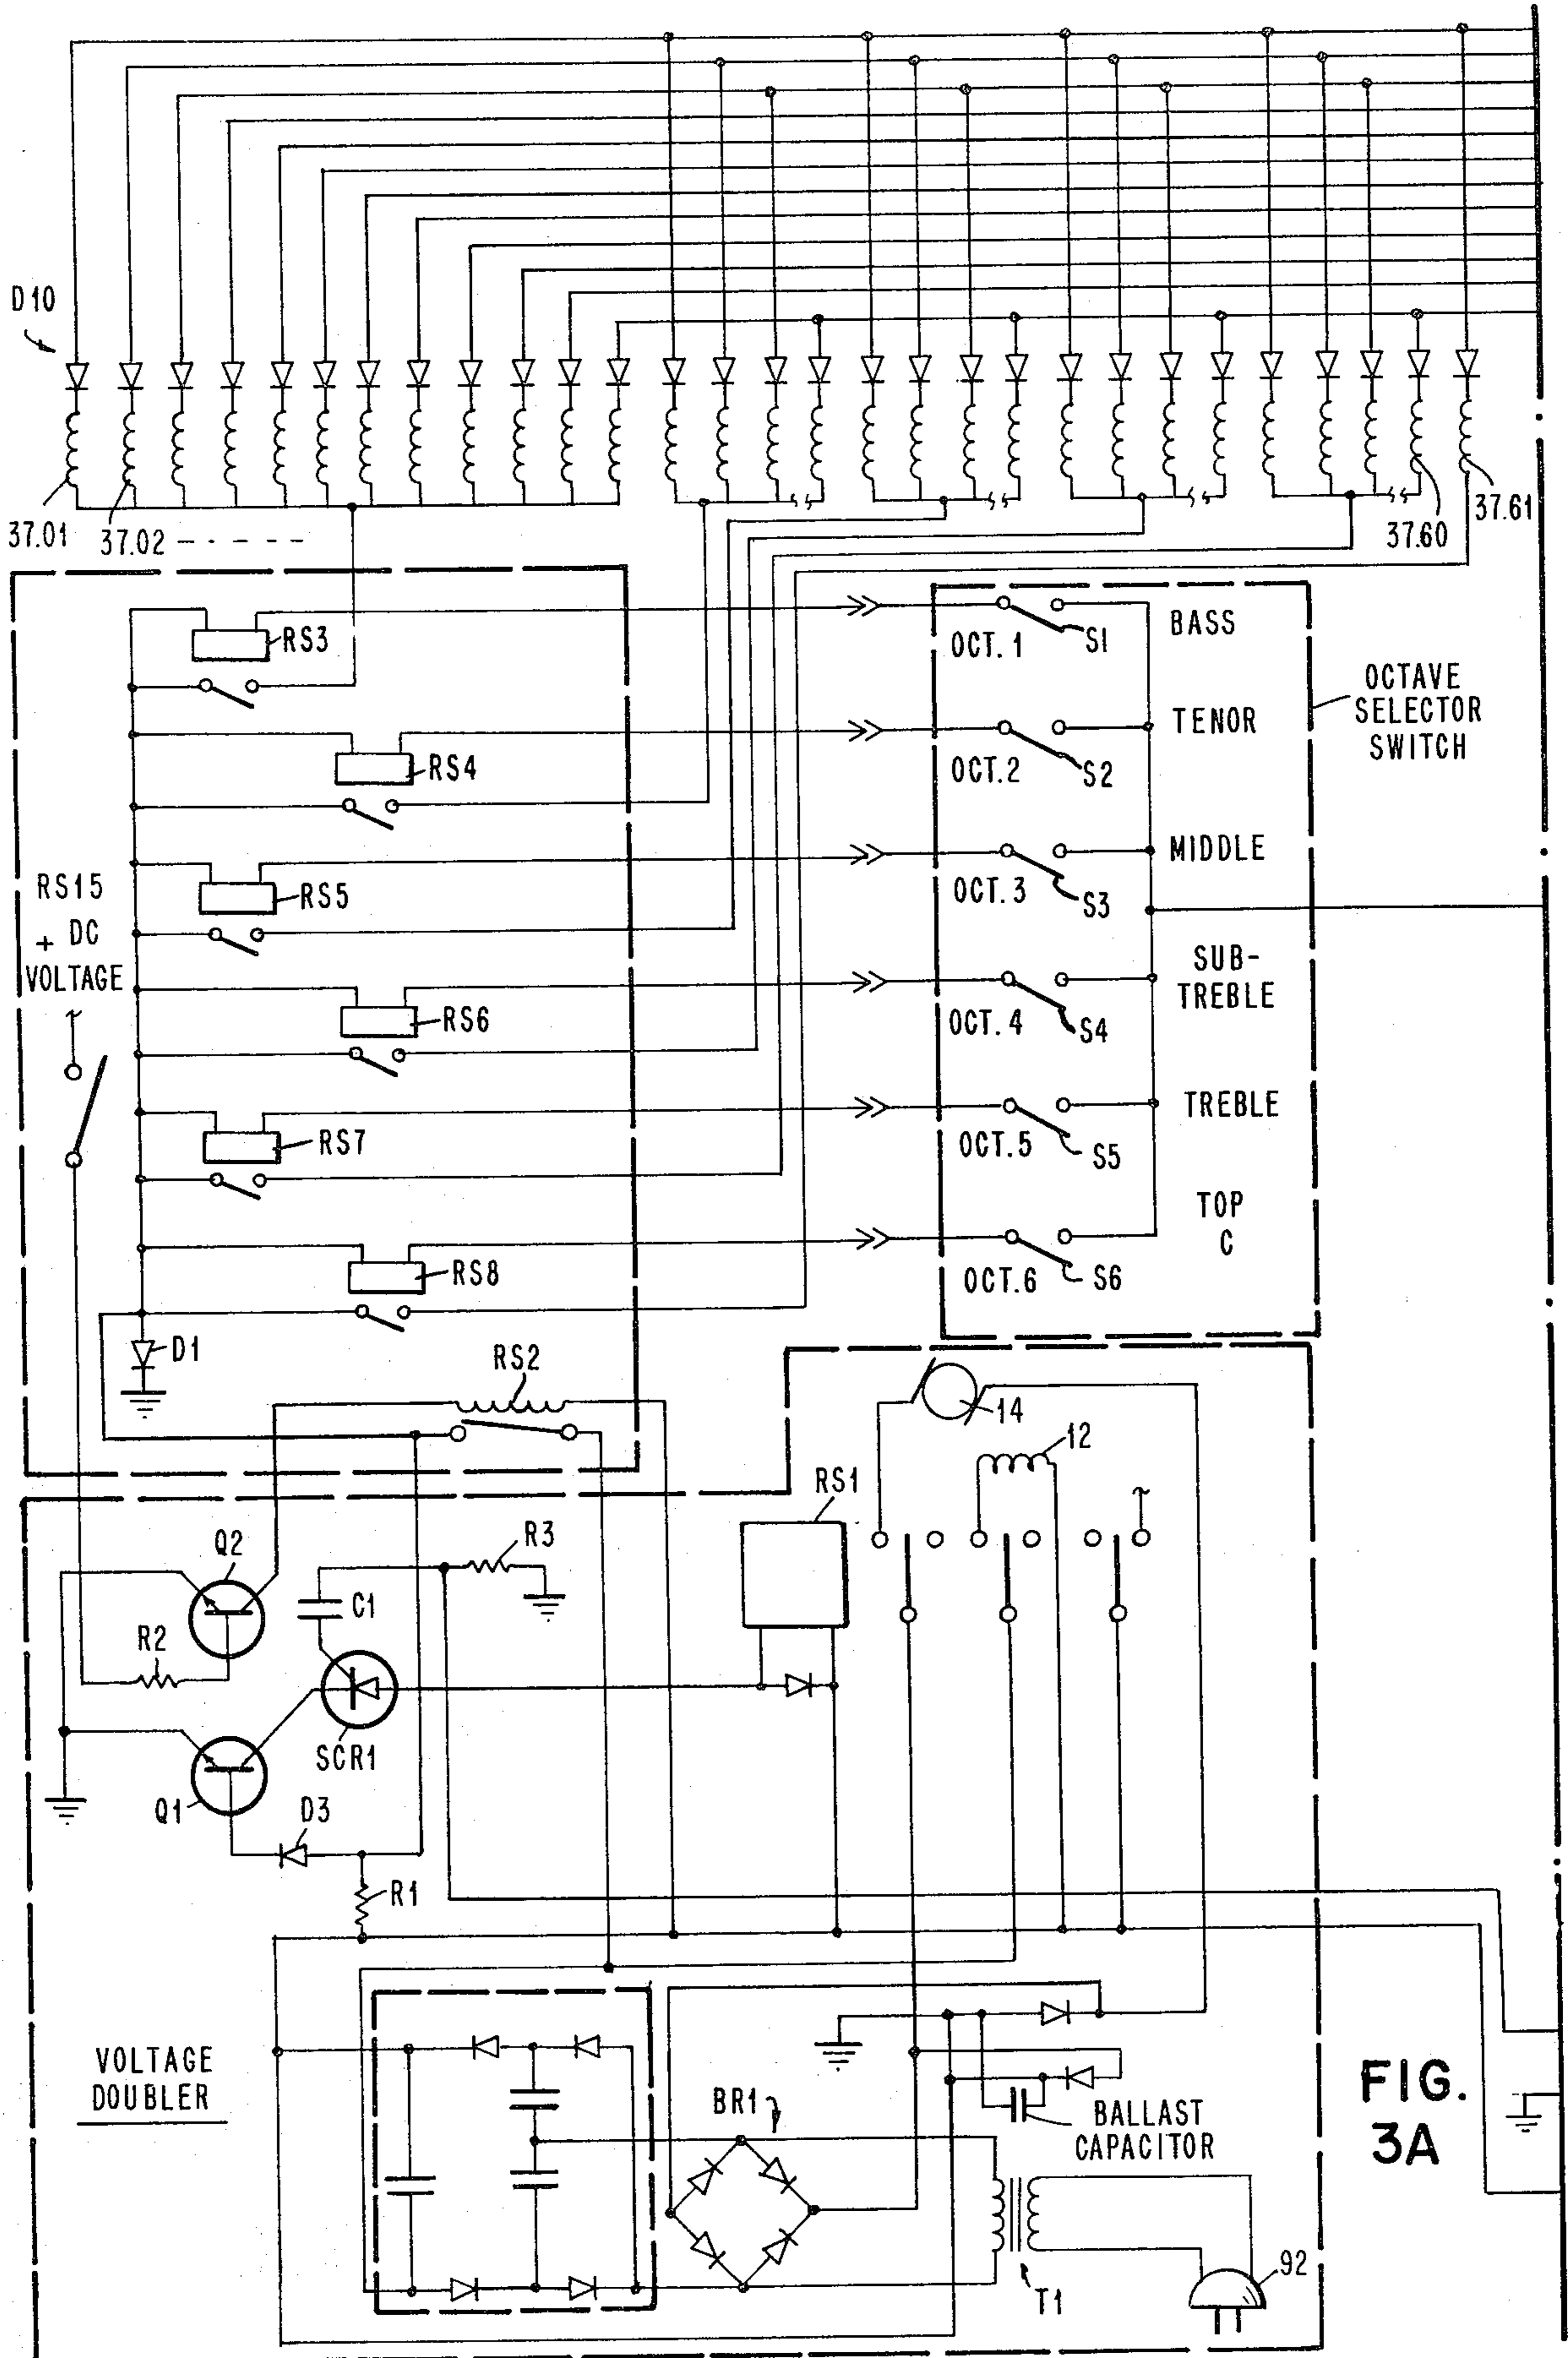 D10
37.01
37.02 - - - - -
37.60
37.61
RS3
OCT. 1
S1
BASS
OCTAVE
SELECTOR
SWITCH
RS4
OCT. 2
S2
TENOR
RS15
+ DC
VOLTAGE
RS5
OCT. 3
S3
MIDDLE
RS6
OCT. 4
S4
SUB-
TREBLE
RS7
OCT. 5
S5
TREBLE
RS8
OCT. 6
S6
TOP
C
D1
RS2
14
12
RS1
Q2
R3
C1
R2
SCR1
Q1
D3
R1
VOLTAGE
DOUBLER
BR1
BALLAST
CAPACITOR
T1
92
FIG.
3A